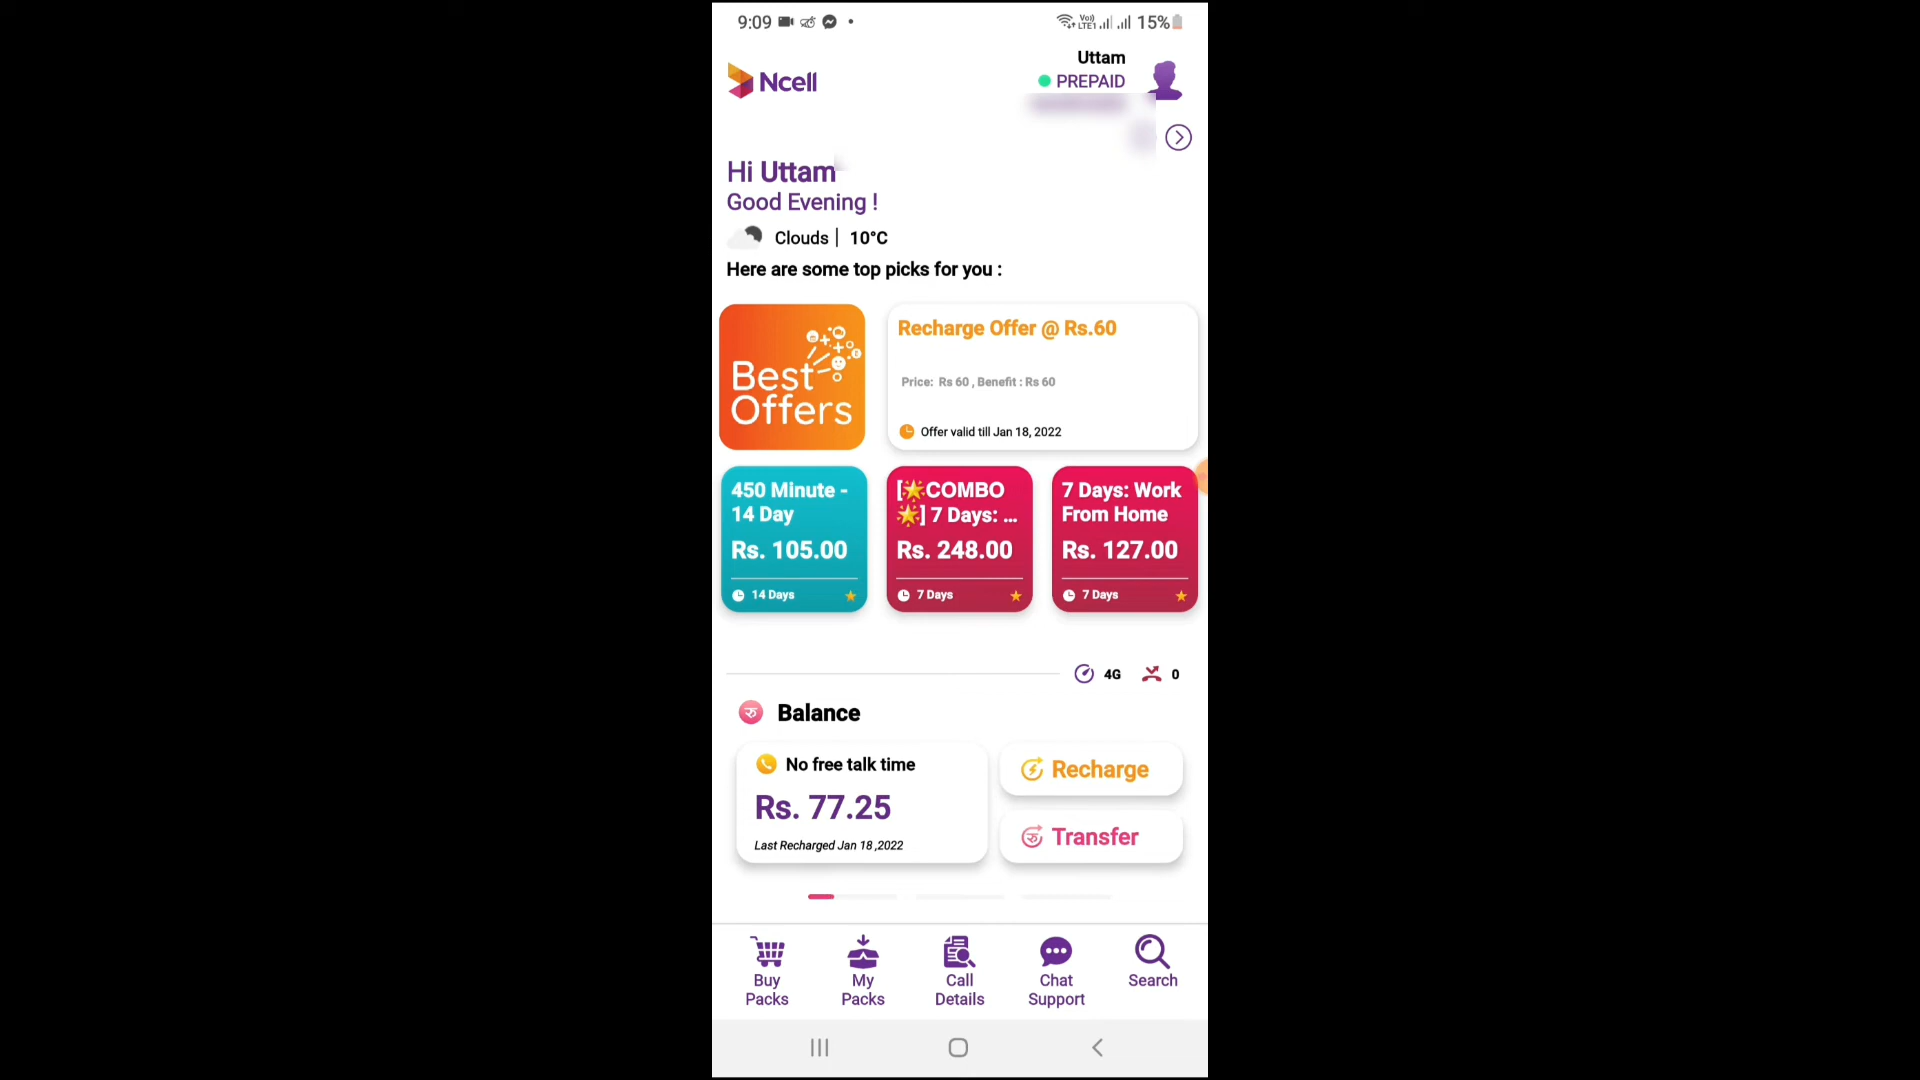 9:09
Vo)) LTE1 15%
Uttam
PREPAID
Ncell
Hi Uttam
Good Evening !
Clouds | 10°C
Here are some top picks for you :
Best
Offers
Recharge Offer @ Rs.60
Price: Rs 60 , Benefit : Rs 60
Offer valid till Jan 18, 2022
450 Minute -
14 Day
Rs. 105.00
14 Days
[🌟COMBO
🌟] 7 Days: ...
Rs. 248.00
7 Days
7 Days: Work
From Home
Rs. 127.00
7 Days
4G 0
रु Balance
No free talk time
Rs. 77.25
Last Recharged Jan 18 ,2022
Recharge
रु Transfer
Buy
Packs
My
Packs
Call
Details
Chat
Support
Search